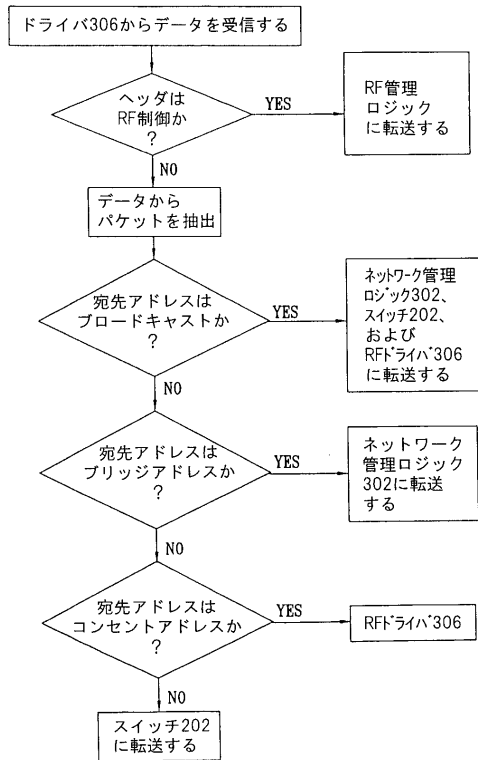 ドライバ306からデータを受信する
ヘッダは
RF制御か
?
YES
RF管理
ロジック
に転送する
NO
データから
パケットを抽出
宛先アドレスは
ブロードキャストか
?
YES
ネットワーク管理
ロジック302、
スイッチ202、
および
RFドライバ306
に転送する
NO
宛先アドレスは
ブリッジアドレスか
?
YES
ネットワーク
管理ロジック
302に転送
する
NO
宛先アドレスは
コンセントアドレスか
?
YES
RFドライバ306
NO
スイッチ202
に転送する